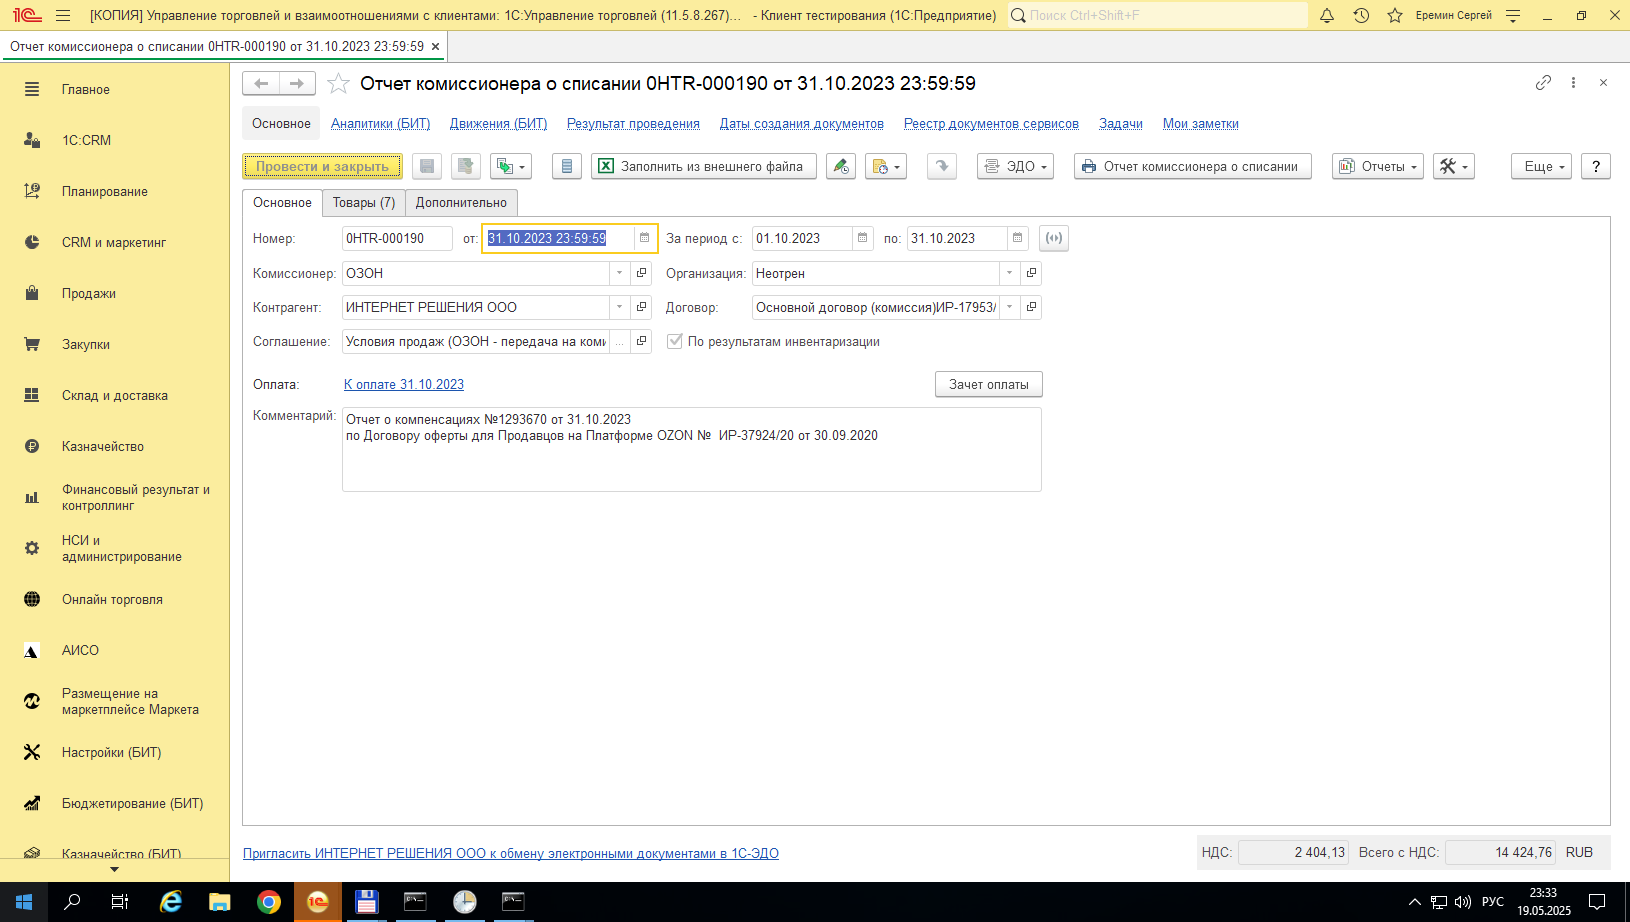 [КОПИЯ] Управление торговлей и взаимоотношениями с клиентами: 1С:Управление торговлей (11.5.8.267)... - Клиент тестирования (1С:Предприятие)
Поиск Ctrl+Shift+F
Еремин Сергей
Отчет комиссионера о списании 0HTR-000190 от 31.10.2023 23:59:59 ×
Главное
1С:CRM
Планирование
CRM и маркетинг
Продажи
Закупки
Склад и доставка
Казначейство
Финансовый результат и
контроллинг
НСИ и
администрирование
Онлайн торговля
АИСО
Размещение на
маркетплейсе Маркета
Настройки (БИТ)
Бюджетирование (БИТ)
Казначейство (БИТ)
Отчет комиссионера о списании 0HTR-000190 от 31.10.2023 23:59:59
Основное Аналитики (БИТ) Движения (БИТ) Результат проведения Даты создания документов Реестр документов сервисов Задачи Мои заметки
Провести и закрыть Заполнить из внешнего файла ЭДО Отчет комиссионера о списании Отчеты Еще ?
Основное Товары (7) Дополнительно
Номер: 0HTR-000190 от: 31.10.2023 23:59:59 За период с: 01.10.2023 по: 31.10.2023
Комиссионер: ОЗОН Организация: Неотрен
Контрагент: ИНТЕРНЕТ РЕШЕНИЯ ООО Договор: Основной договор (комиссия)ИР-17953/
Соглашение: Условия продаж (ОЗОН - передача на коми ... По результатам инвентаризации
Оплата: К оплате 31.10.2023 Зачет оплаты
Комментарий: Отчет о компенсациях №1293670 от 31.10.2023
по Договору оферты для Продавцов на Платформе OZON № ИР-37924/20 от 30.09.2020
Пригласить ИНТЕРНЕТ РЕШЕНИЯ ООО к обмену электронными документами в 1С-ЭДО
НДС: 2 404,13 Всего с НДС: 14 424,76 RUB
РУС
23:33
19.05.2025